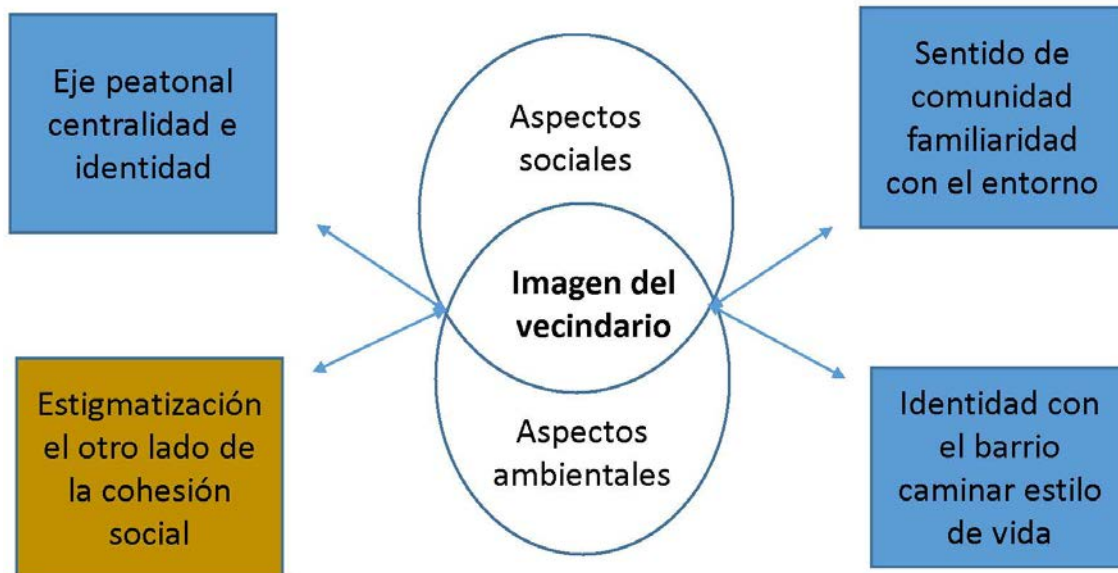 Eje peatonal
centralidad e
identidad
Aspectos
sociales
Sentido de
comunidad
familiaridad
con el entorno
Imagen del
vecindario
Estigmatización
el otro lado de
la cohesión
social
Aspectos
ambientales
Identidad con
el barrio
caminar estilo
de vida